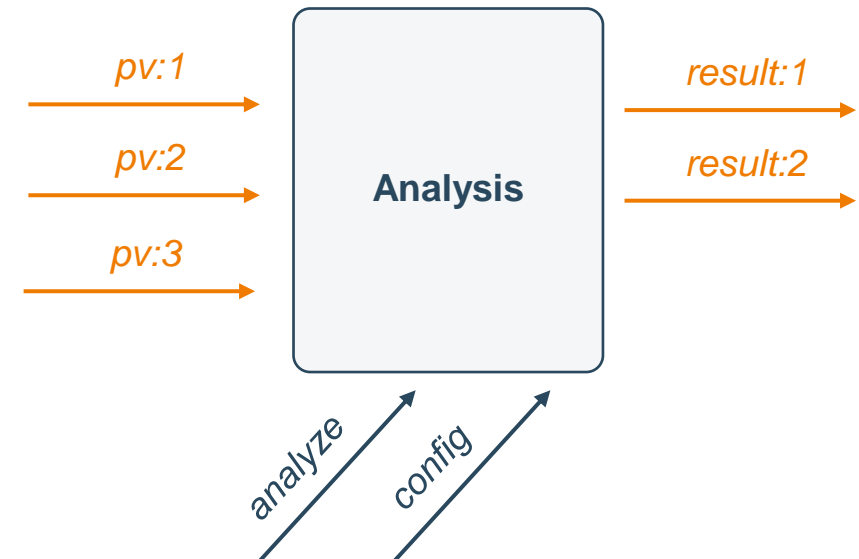 pv:1
pv:2
pv:3
Analysis
result:1
result:2
analyze
config